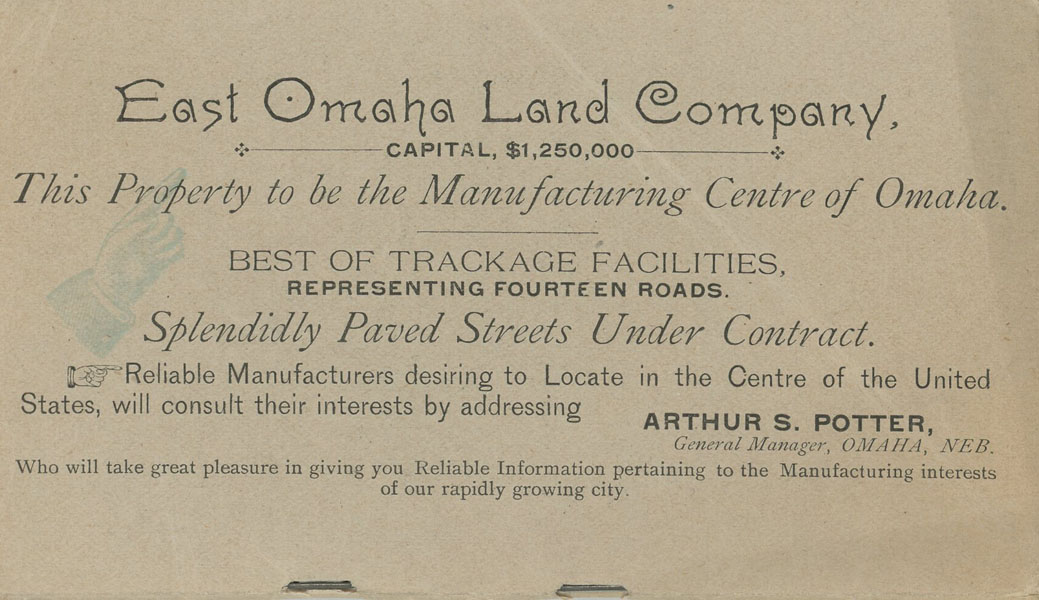 East Omaha Land Company,
CAPITAL, $1,250,000
This Property to be the Manufacturing Centre of Omaha.
BEST OF TRACKAGE FACILITIES,
REPRESENTING FOURTEEN ROADS.
Splendidly Paved Streets Under Contract.
Reliable Manufacturers desiring to Locate in the Centre of the United
States, will consult their interests by addressing
ARTHUR S. POTTER,
General Manager, OMAHA, NEB.
Who will take great pleasure in giving you Reliable Information pertaining to the Manufacturing interests
of our rapidly growing city.